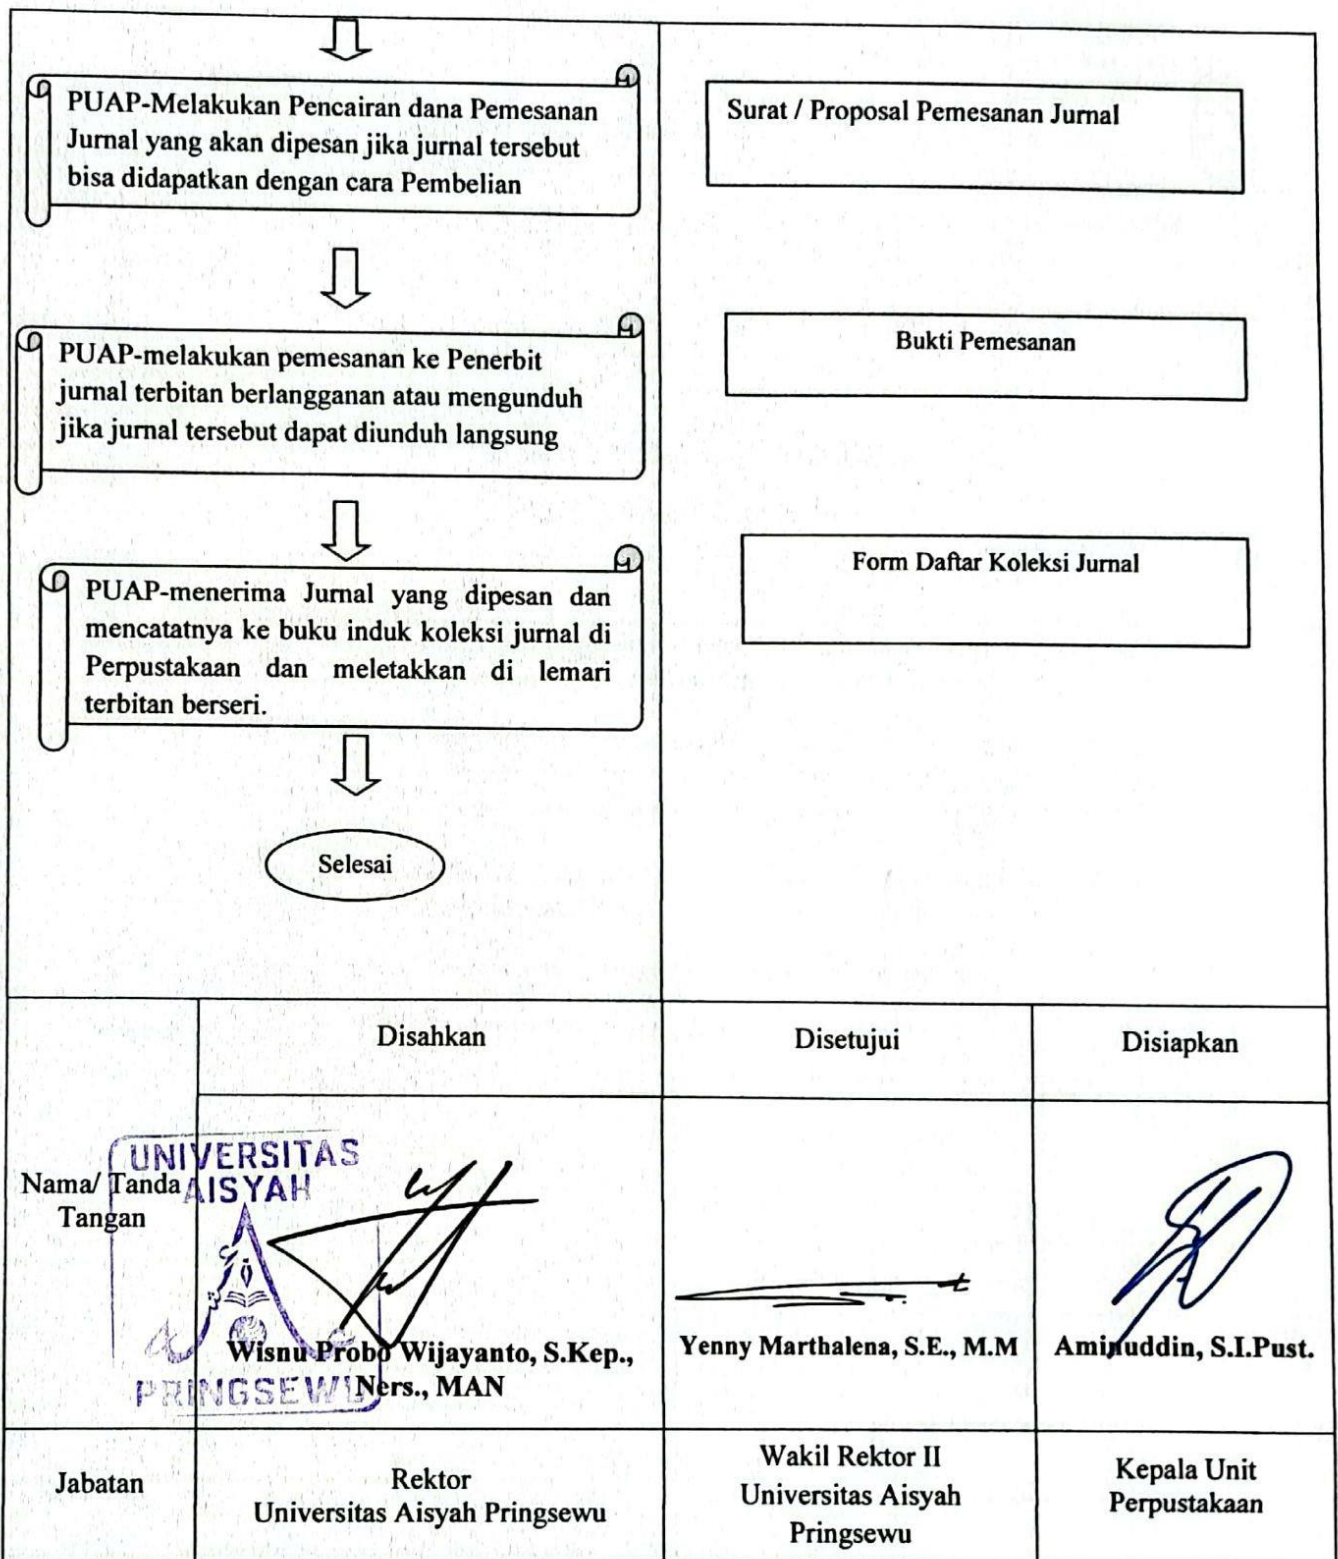 PUAP-Melakukan Pencairan dana Pemesanan
Jurnal yang akan dipesan jika jurnal tersebut
bisa didapatkan dengan cara Pembelian
Surat / Proposal Pemesanan Jurnal
PUAP-melakukan pemesanan ke Penerbit
jurnal terbitan berlangganan atau mengunduh
jika jurnal tersebut dapat diunduh langsung
Bukti Pemesanan
PUAP-menerima Jurnal yang dipesan dan
mencatatnya ke buku induk koleksi jurnal di
Perpustakaan dan meletakkan di lemari
terbitan berseri.
Form Daftar Koleksi Jurnal
Selesai
Disahkan
Disetujui
Disiapkan
Nama/ Tanda
Tangan
UNIVERSITAS
AISYAH
PRINGSEWU
Wisnu Probo Wijayanto, S.Kep.,
Ners., MAN
Yenny Marthalena, S.E., M.M
Aminuddin, S.I.Pust.
Jabatan
Rektor
Universitas Aisyah Pringsewu
Wakil Rektor II
Universitas Aisyah
Pringsewu
Kepala Unit
Perpustakaan